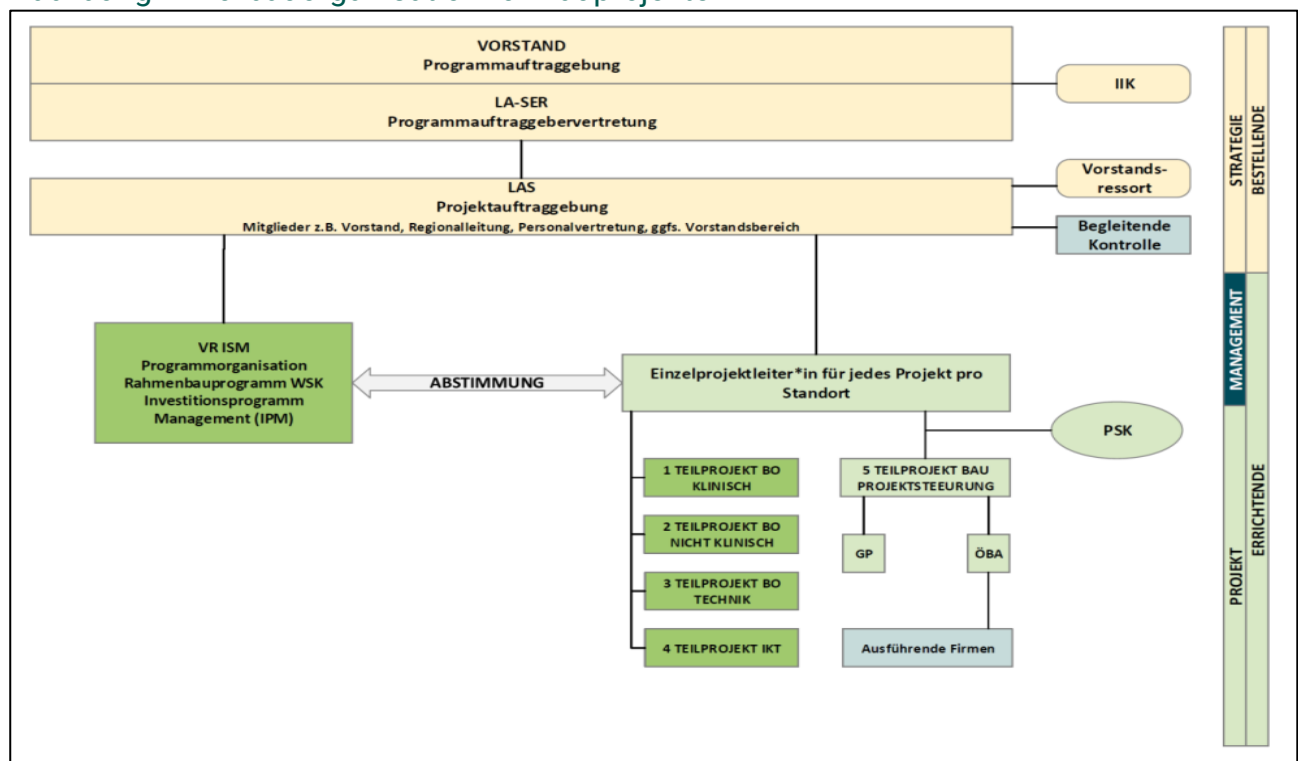 VORSTAND
Programmauftraggebung
IIK
LA-SER
Programmauftraggebervertretung
LAS
Projektauftraggebung
Mitglieder z.B. Vorstand, Regionalleitung, Personalvertretung, ggfs. Vorstandsbereich
Vorstands-
ressort
Begleitende
Kontrolle
STRATEGIE
BESTELLENDE
VR ISM
Programmorganisation
Rahmenbauprogramm WSK
Investitionsprogramm
Management (IPM)
ABSTIMMUNG
Einzelprojektleiter*in für jedes Projekt pro
Standort
MANAGEMENT
PSK
1 TEILPROJEKT BO
KLINISCH
2 TEILPROJEKT BO
NICHT KLINISCH
3 TEILPROJEKT BO
TECHNIK
4 TEILPROJEKT IKT
5 TEILPROJEKT BAU
PROJEKTSTEEURUNG
GP
ÖBA
Ausführende Firmen
PROJEKT
ERRICHTENDE